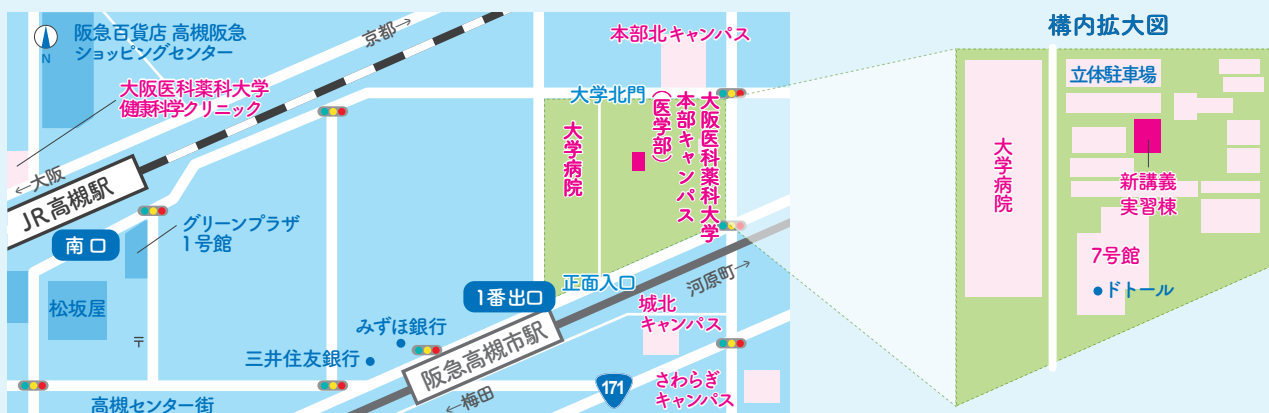 N
阪急百貨店 高槻阪急
ショッピングセンター
大阪医科薬科大学
健康科学クリニック
京都→
←大阪
JR高槻駅
南口
グリーンプラザ
1号館
松坂屋
〒
高槻センター街
三井住友銀行
みずほ銀行
阪急高槻市駅
1番出口
←梅田
171
本部北キャンパス
大学北門
大学病院
大阪医科薬科大学
本部キャンパス
(医学部)
正面入口
河原町→
城北
キャンパス
さわらぎ
キャンパス
構内拡大図
立体駐車場
大学病院
新講義
実習棟
7号館
ドトール